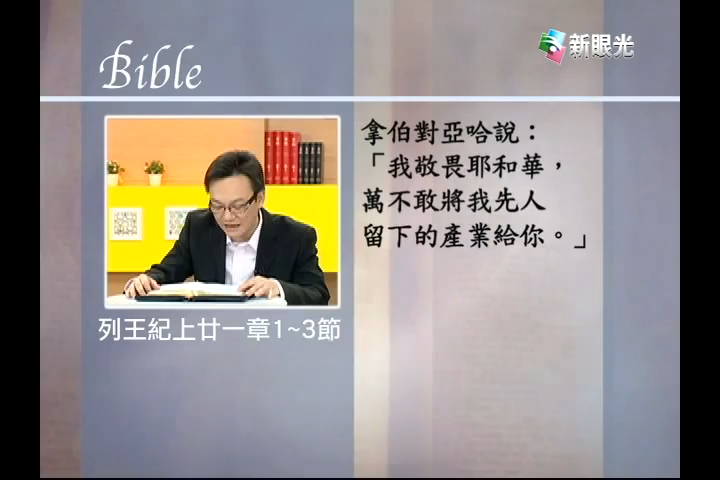 Bible
新眼光
拿伯對亞哈說：
「我敬畏耶和華，
萬不敢將我先人
留下的產業給你。」
列王紀上廿一章1~3節